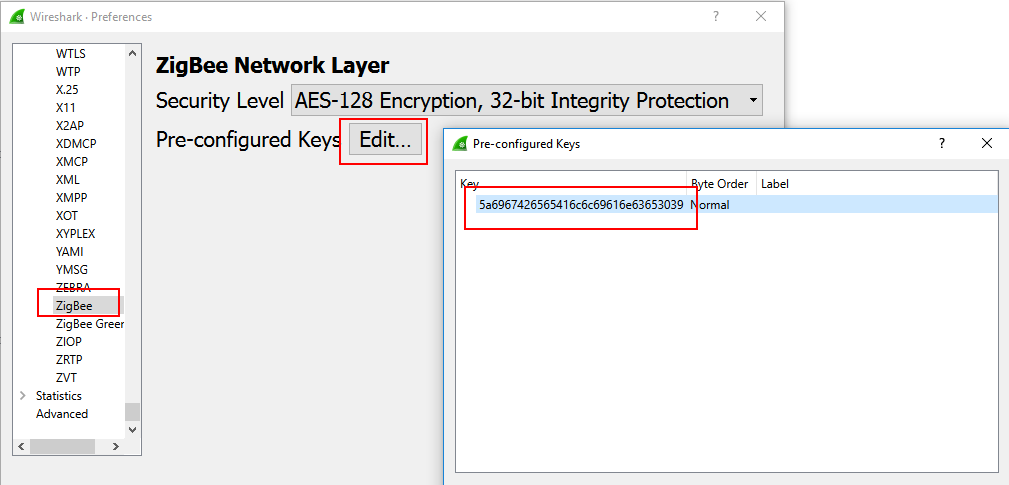 Wireshark · Preferences
?
WTLS
WTP
X.25
X11
X2AP
XDMCP
XMCP
XML
XMPP
XOT
XYPLEX
YAMI
YMSG
ZEBRA
ZigBee
ZigBee Green
ZIOP
ZRTP
ZVT
Statistics
Advanced
ZigBee Network Layer
Security Level AES-128 Encryption, 32-bit Integrity Protection
Pre-configured Keys Edit...
Pre-configured Keys
?
Key Byte Order Label
5a6967426565416c6c69616e63653039 Normal